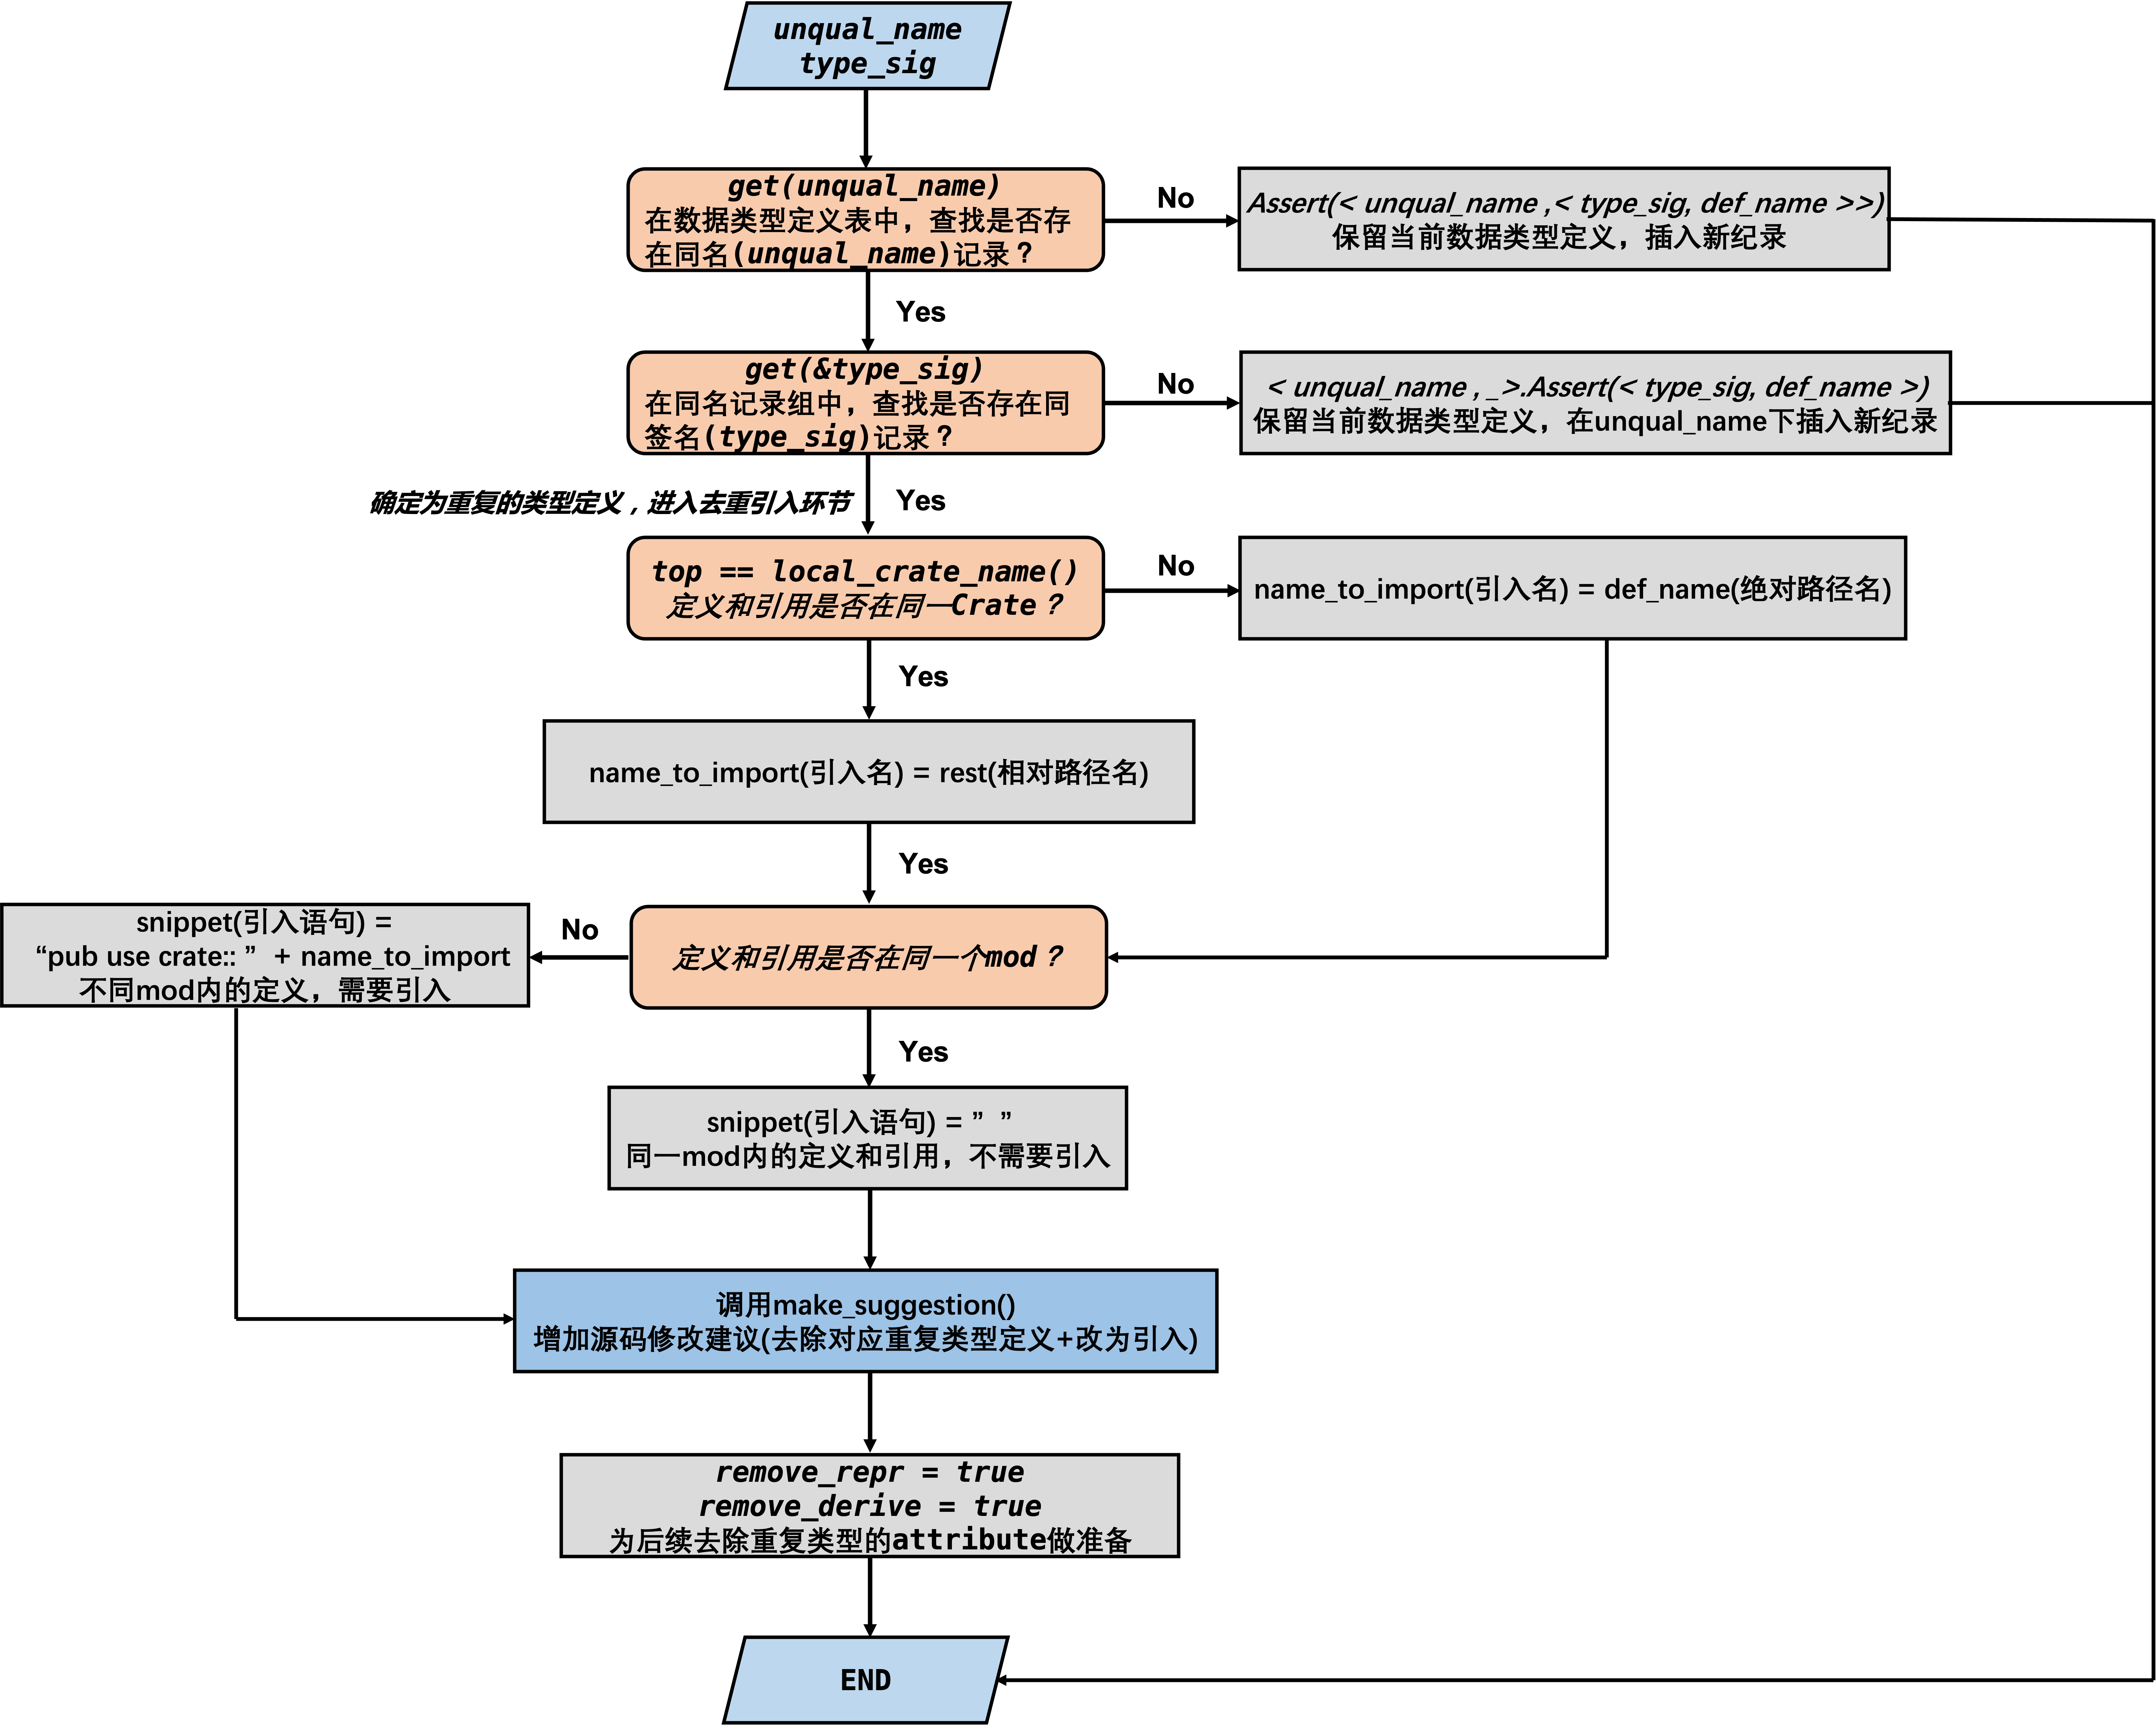 unqual_name
type_sig
get(unqual_name)
在数据类型定义表中，查找是否存
在同名(unqual_name)记录？
No
Assert(< unqual_name ,< type_sig, def_name >>)
保留当前数据类型定义，插入新纪录
Yes
get(&type_sig)
在同名记录组中，查找是否存在同
签名(type_sig)记录？
No
< unqual_name , _>.Assert(< type_sig, def_name >)
保留当前数据类型定义，在unqual_name下插入新纪录
确定为重复的类型定义，进入去重引入环节
Yes
top == local_crate_name()
定义和引用是否在同一Crate？
No
name_to_import(引入名) = def_name(绝对路径名)
Yes
name_to_import(引入名) = rest(相对路径名)
Yes
snippet(引入语句) =
“pub use crate:: ” + name_to_import
不同mod内的定义，需要引入
No
定义和引用是否在同一个mod？
Yes
snippet(引入语句) = ” ”
同一mod内的定义和引用，不需要引入
调用make_suggestion()
增加源码修改建议(去除对应重复类型定义+改为引入)
remove_repr = true
remove_derive = true
为后续去除重复类型的attribute做准备
END